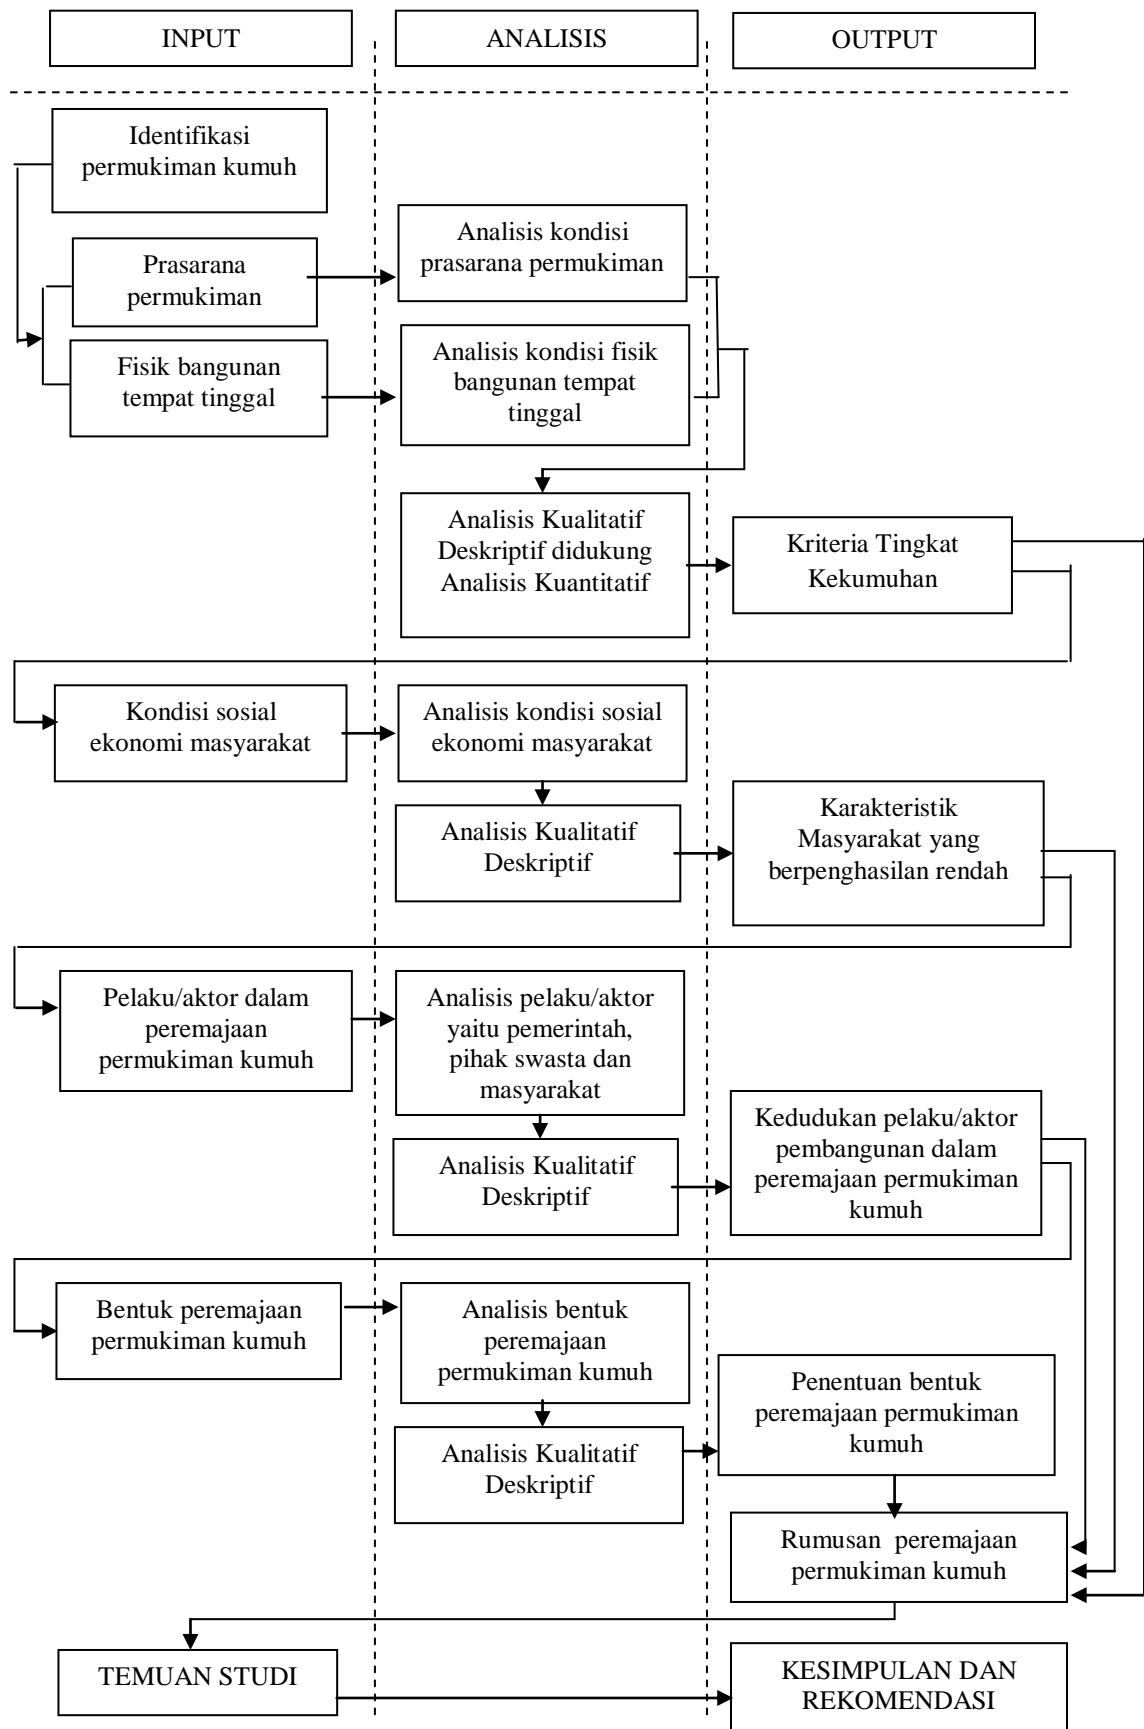 INPUT
ANALISIS
OUTPUT
Identifikasi
permukiman kumuh
Prasarana
permukiman
Analisis kondisi
prasarana permukiman
Fisik bangunan
tempat tinggal
Analisis kondisi fisik
bangunan tempat
tinggal
Analisis Kualitatif
Deskriptif didukung
Analisis Kuantitatif
Kriteria Tingkat
Kekumuhan
Kondisi sosial
ekonomi masyarakat
Analisis kondisi sosial
ekonomi masyarakat
Analisis Kualitatif
Deskriptif
Karakteristik
Masyarakat yang
berpenghasilan rendah
Pelaku/aktor dalam
peremajaan
permukiman kumuh
Analisis pelaku/aktor
yaitu pemerintah,
pihak swasta dan
masyarakat
Analisis Kualitatif
Deskriptif
Kedudukan pelaku/aktor
pembangunan dalam
peremajaan permukiman
kumuh
Bentuk peremajaan
permukiman kumuh
Analisis bentuk
peremajaan
permukiman kumuh
Analisis Kualitatif
Deskriptif
Penentuan bentuk
peremajaan permukiman
kumuh
Rumusan peremajaan
permukiman kumuh
TEMUAN STUDI
KESIMPULAN DAN
REKOMENDASI